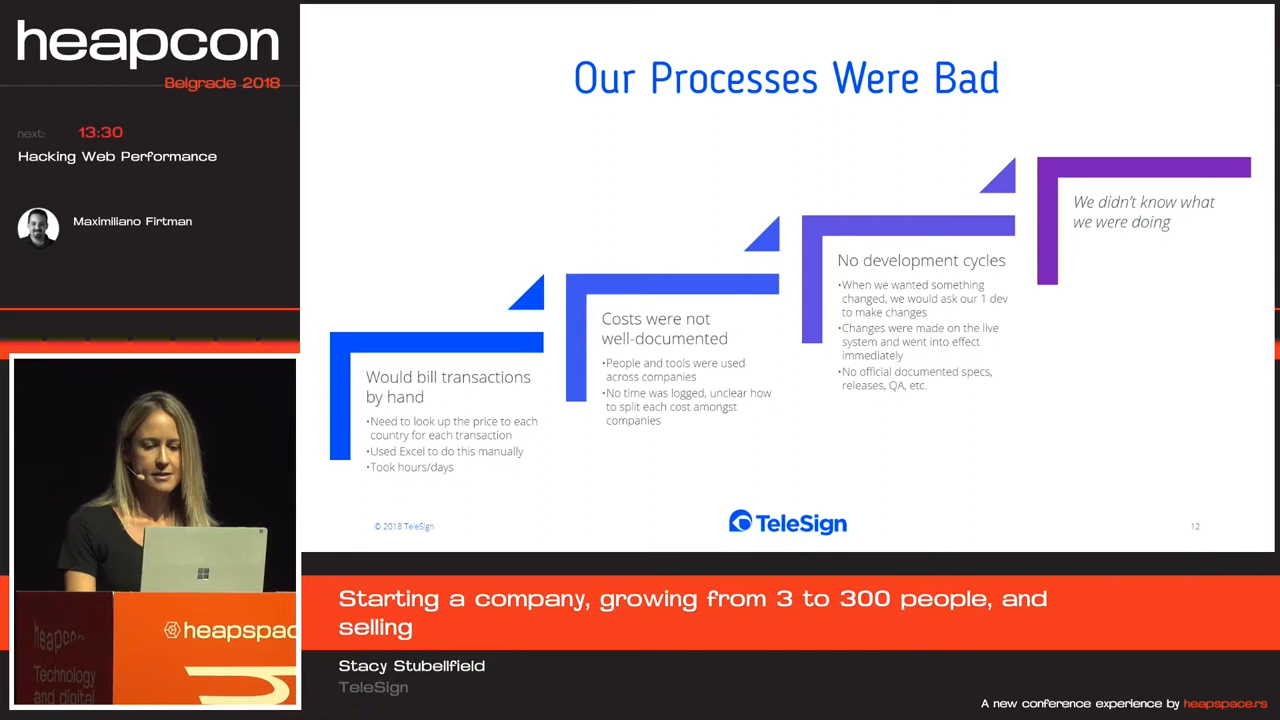 heapcon
Belgrade 2018
next: 13:30
Hacking Web Performance
Maximiliano Firtman
Our Processes Were Bad
Would bill transactions
by hand
•Need to look up the price to each
country for each transaction
•Used Excel to do this manually
•Took hours/days
Costs were not
well-documented
•People and tools were used
across companies
•No time was logged, unclear how
to split each cost amongst
companies
No development cycles
•When we wanted something
changed, we would ask our 1 dev
to make changes
•Changes were made on the live
system and went into effect
immediately
•No official documented specs,
releases, QA, etc.
We didn't know what
we were doing
© 2018 TeleSign
TeleSign
12
heapcon
Technology
and digital
heapspac
Starting a company, growing from 3 to 300 people, and
selling
Stacy Stubellfield
TeleSign
A new conference experience by heapspace.rs